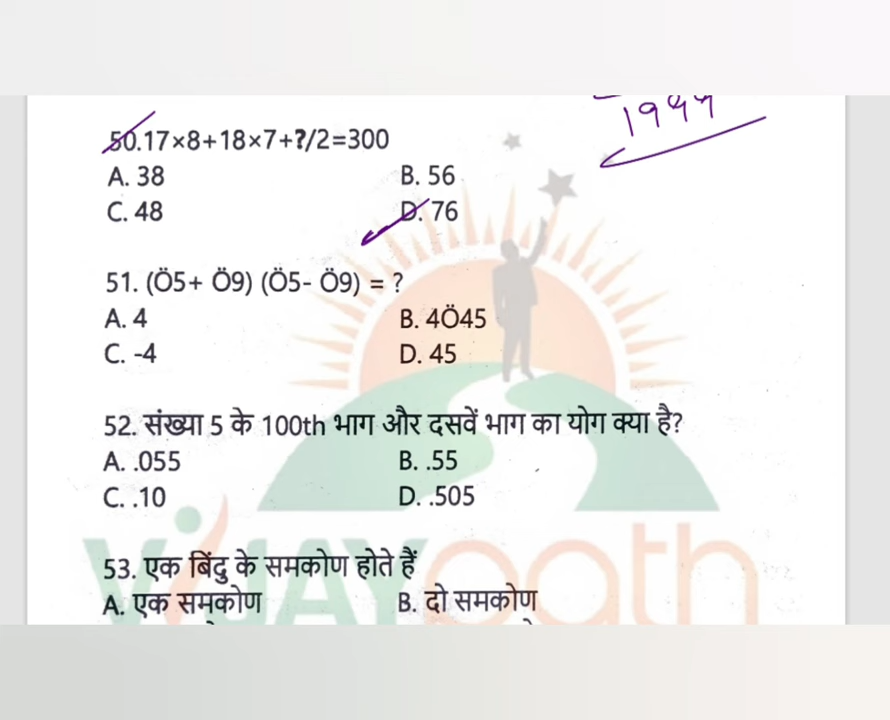 1944
50.17×8+18×7+?/2=300
A. 38 B. 56
C. 48 D. 76
51. (Ö5+ Ö9) (Ö5- Ö9) = ?
A. 4 B. 4Ö45
C. -4 D. 45
52. संख्या 5 के 100th भाग और दसवें भाग का योग क्या है?
A. .055 B. .55
C. .10 D. .505
53. एक बिंदु के समकोण होते हैं
A. एक समकोण B. दो समकोण
VIJAYpath